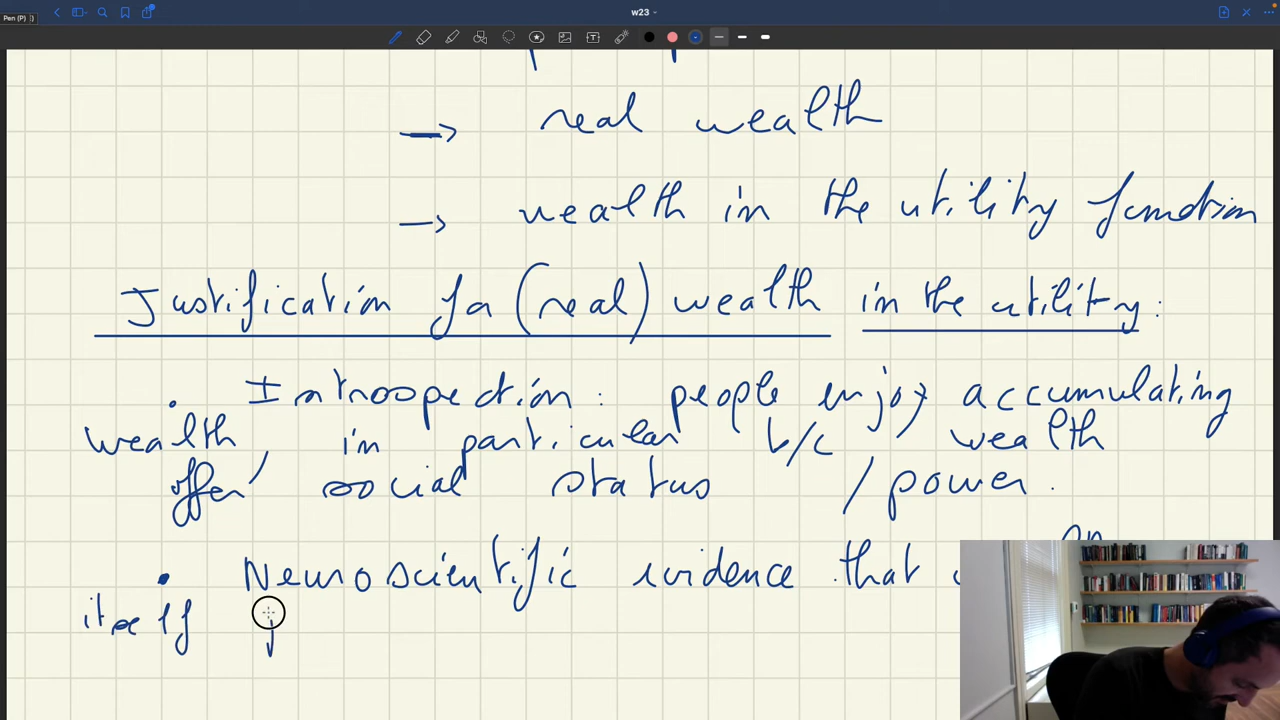 Pen (P)
w23
→ real wealth
→ wealth in the utility function
Justification for (real) wealth in the utility:
• Introspection: people enjoy accumulating
wealth, in particular b/c wealth
offers social status / power.
• Neuroscientific evidence that
itself